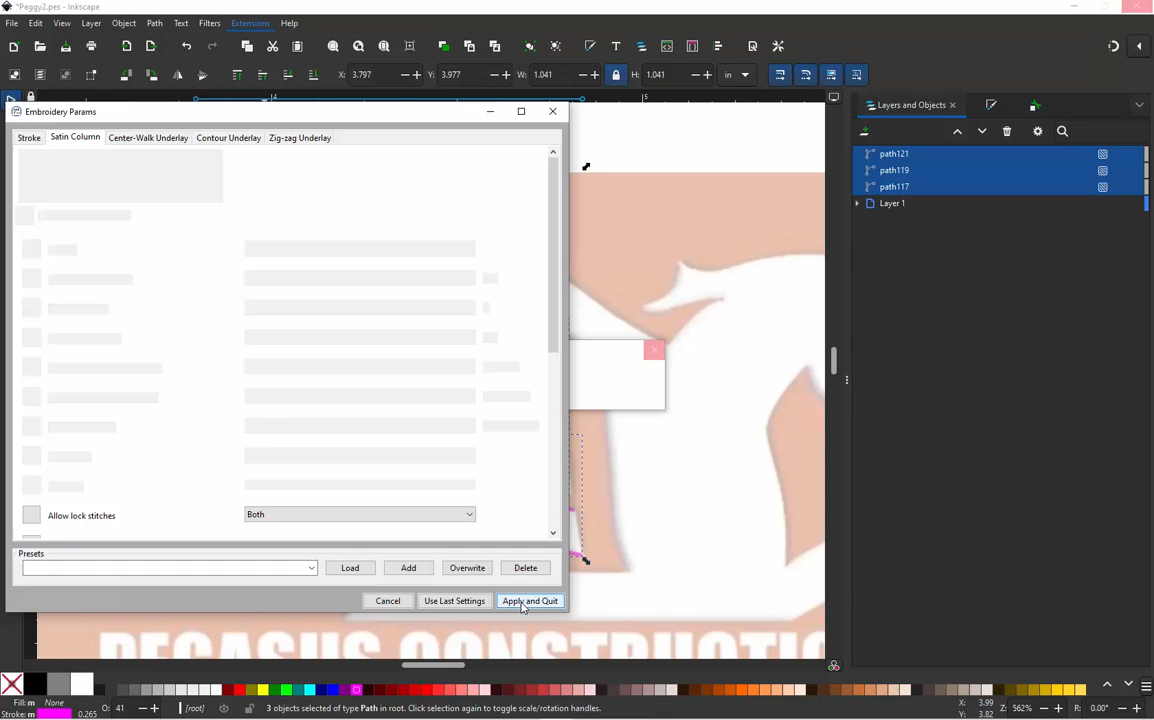 *Peggy2.pes - Inkscape
File Edit View Layer Object Path Text Filters Extensions Help
X: 3.797 Y: 3.977 W: 1.041 H: 1.041 in
4 5
Embroidery Params
Stroke Satin Column Center-Walk Underlay Contour Underlay Zig-zag Underlay
Allow lock stitches Both
Presets
Load Add Overwrite Delete
Cancel Use Last Settings Apply and Quit
Layers and Objects
path121
path119
path117
Layer 1
PEGASUS CONSTRUCTIO
Fill: m None
Stroke: m 0.265
O: 41
[root]
3 objects selected of type Path in root. Click selection again to toggle scale/rotation handles.
X: 3.99
Y: 3.82
Z: 562%
R: 0.00°